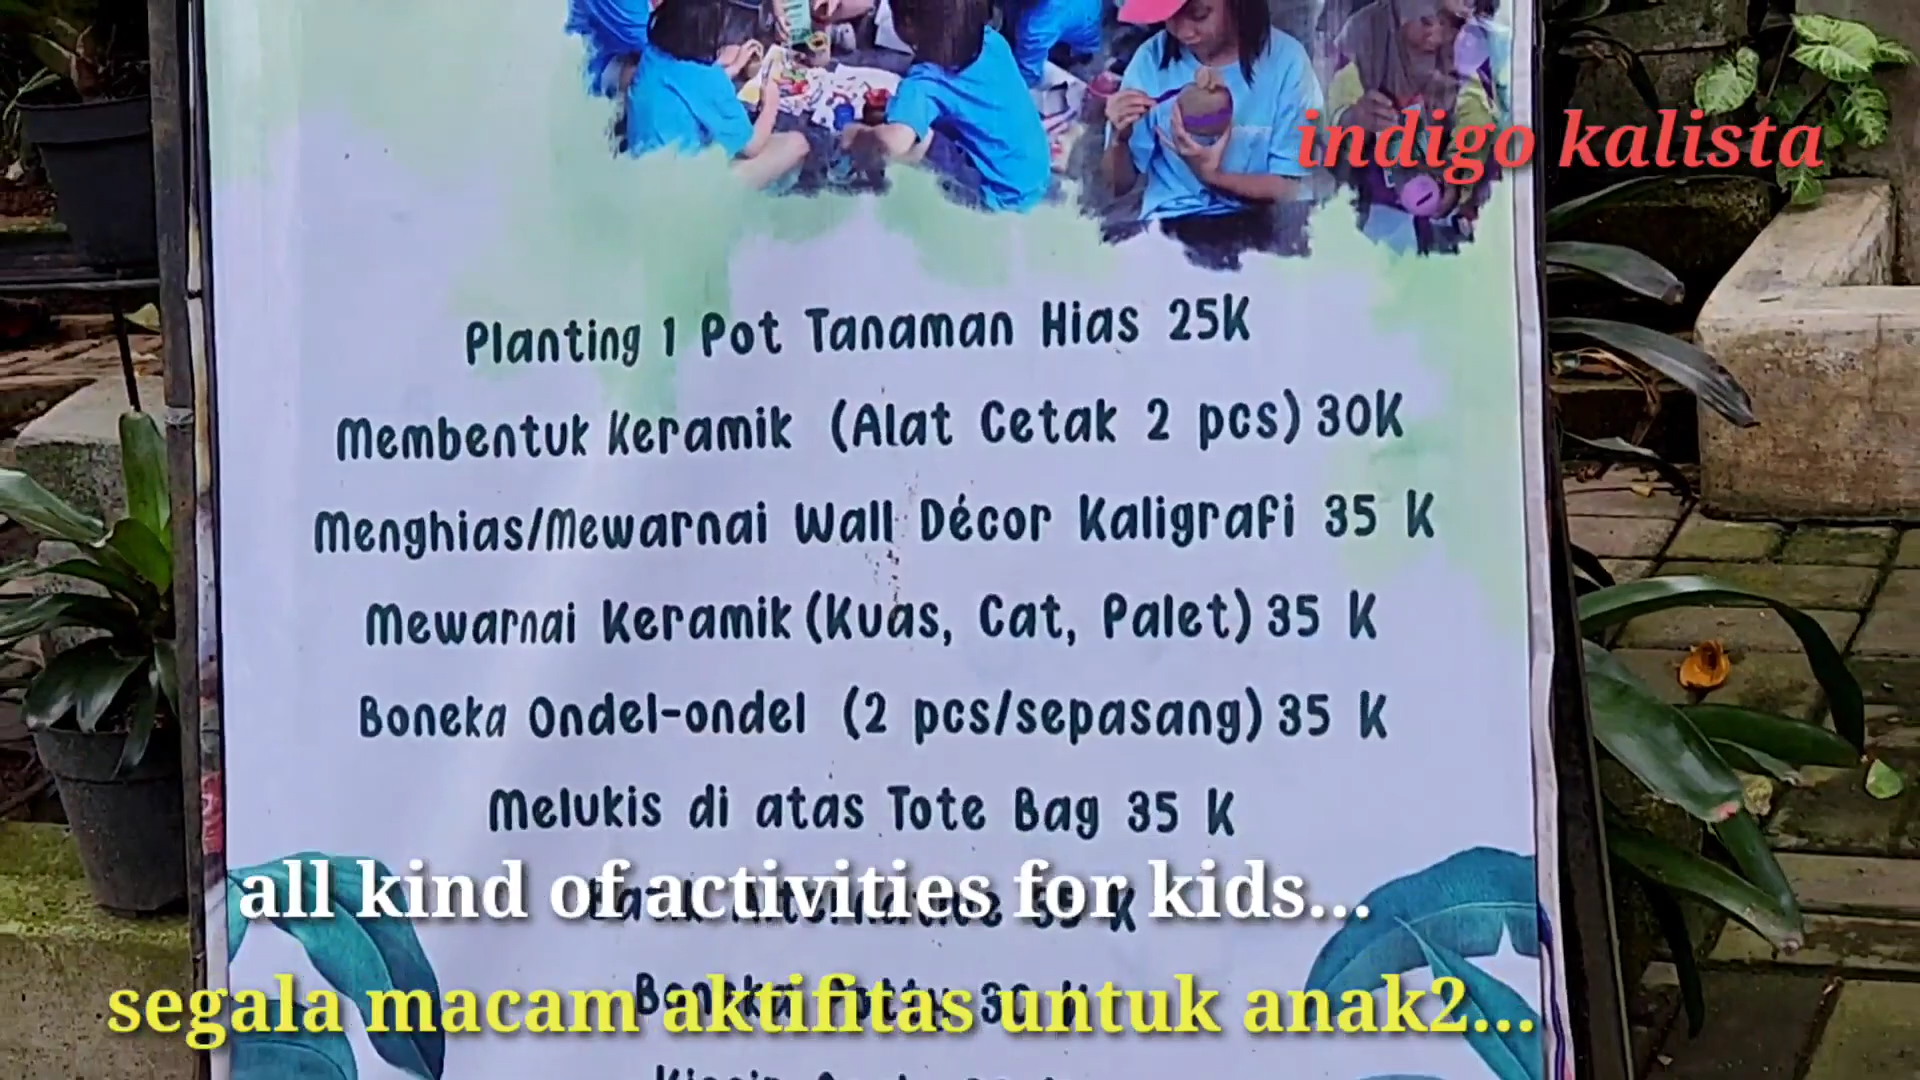 indigo kalista
Planting 1 Pot Tanaman Hias 25K
Membentuk Keramik (Alat Cetak 2 pcs) 30K
Menghias/Mewarnai Wall Décor Kaligrafi 35 K
Mewarnai Keramik (Kuas, Cat, Palet) 35 K
Boneka Ondel-ondel (2 pcs/sepasang) 35 K
Melukis di atas Tote Bag 35 K
all kind of activities for kids...
segala macam aktifitas untuk anak2...